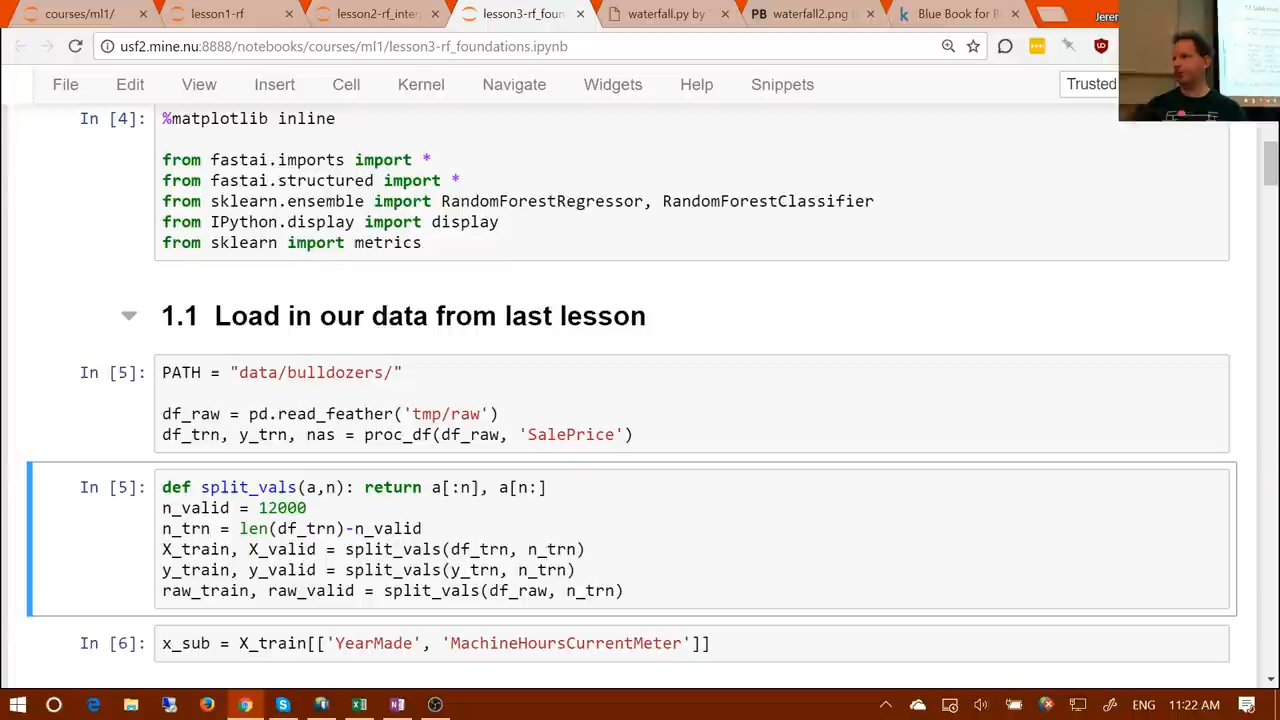 courses/ml1/
lesson1-rf
lesson2-rf_inter
lesson3-rf_fou
waterfall.py by
PB waterfall2.png
k Blue Book for
Jerem
usf2.mine.nu:8888/notebooks/courses/ml1/lesson3-rf_foundations.ipynb
File Edit View Insert Cell Kernel Navigate Widgets Help Snippets Trusted
In [4]: %matplotlib inline
from fastai.imports import *
from fastai.structured import *
from sklearn.ensemble import RandomForestRegressor, RandomForestClassifier
from IPython.display import display
from sklearn import metrics
1.1 Load in our data from last lesson
In [5]: PATH = "data/bulldozers/"
df_raw = pd.read_feather('tmp/raw')
df_trn, y_trn, nas = proc_df(df_raw, 'SalePrice')
In [5]: def split_vals(a,n): return a[:n], a[n:]
n_valid = 12000
n_trn = len(df_trn)-n_valid
X_train, X_valid = split_vals(df_trn, n_trn)
y_train, y_valid = split_vals(y_trn, n_trn)
raw_train, raw_valid = split_vals(df_raw, n_trn)
In [6]: x_sub = X_train[['YearMade', 'MachineHoursCurrentMeter']]
ENG 11:22 AM